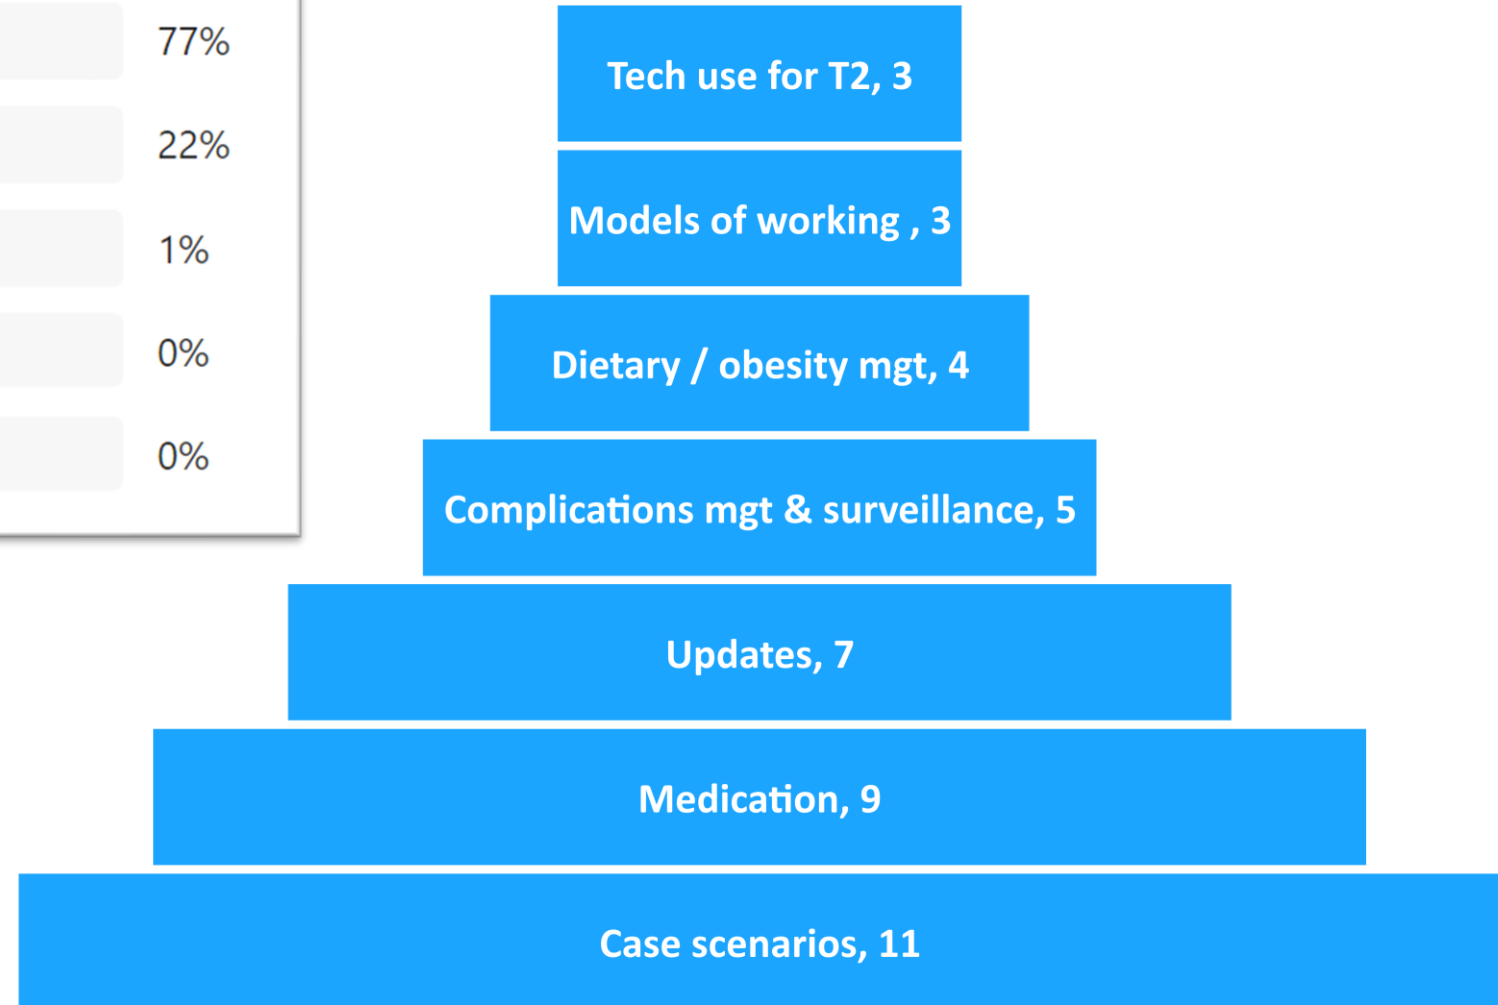 77%
22%
1%
0%
0%
Tech use for T2, 3
Models of working , 3
Dietary / obesity mgt, 4
Complications mgt & surveillance, 5
Updates, 7
Medication, 9
Case scenarios, 11